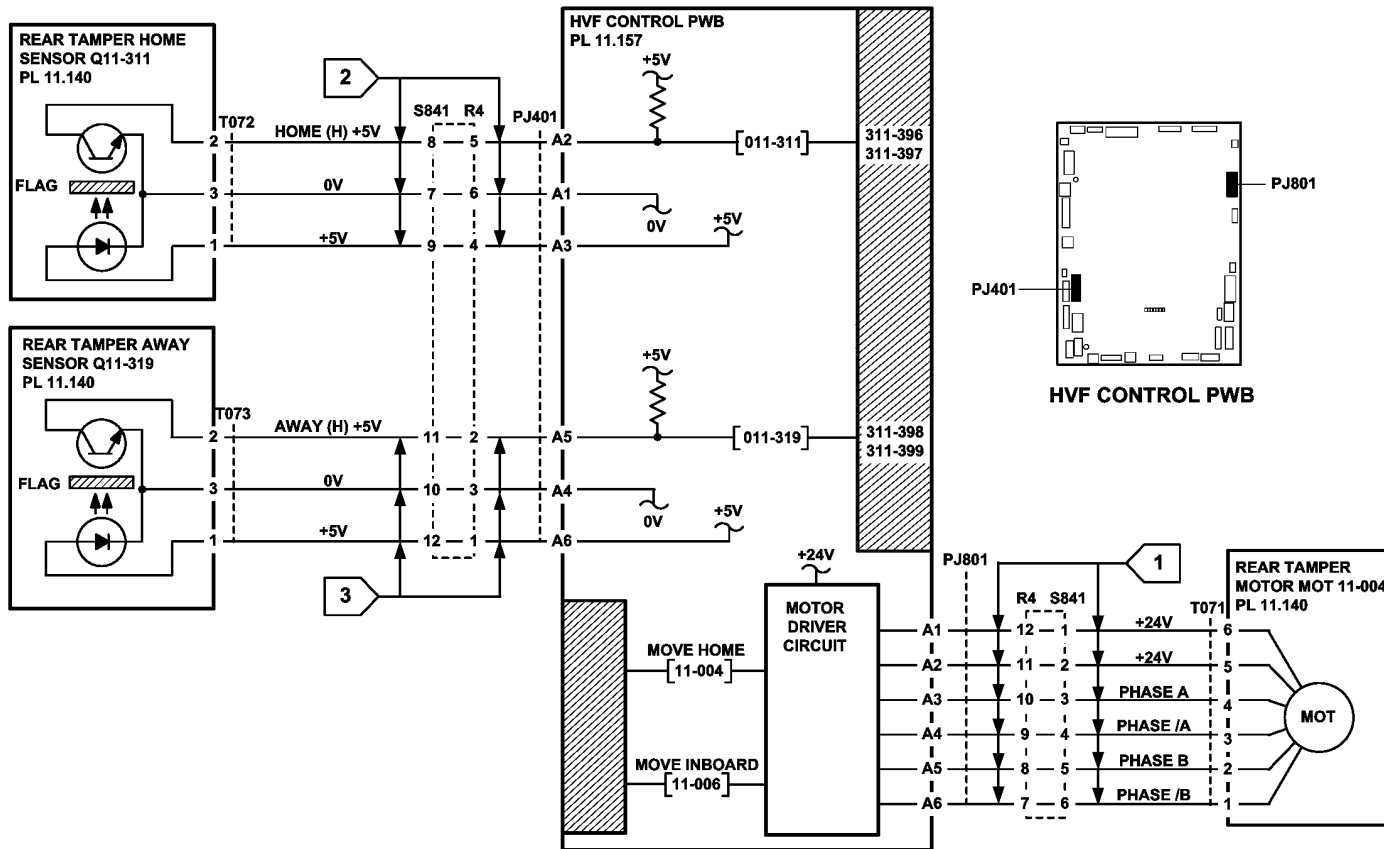 REAR TAMPER HOME
SENSOR Q11-311
PL 11.140
FLAG
T072
2
3
1
HOME (H) +5V
0V
+5V
2
S841 R4
8 5
7 6
9 4
PJ401
A2
A1
A3
HVF CONTROL PWB
PL 11.157
+5V
011-311
0V
+5V
311-396
311-397
PJ801
PJ401
HVF CONTROL PWB
REAR TAMPER AWAY
SENSOR Q11-319
PL 11.140
FLAG
T073
2
3
1
AWAY (H) +5V
0V
+5V
3
11 2
10 3
12 1
A5
A4
A6
+5V
011-319
0V
+5V
311-398
311-399
MOVE HOME
11-004
MOVE INBOARD
11-006
+24V
MOTOR
DRIVER
CIRCUIT
PJ801
1
R4 S841
A1 12 1 +24V 6
A2 11 2 +24V 5
A3 10 3 PHASE A 4
A4 9 4 PHASE /A 3
A5 8 5 PHASE B 2
A6 7 6 PHASE /B 1
T071
REAR TAMPER
MOTOR MOT 11-004
PL 11.140
MOT